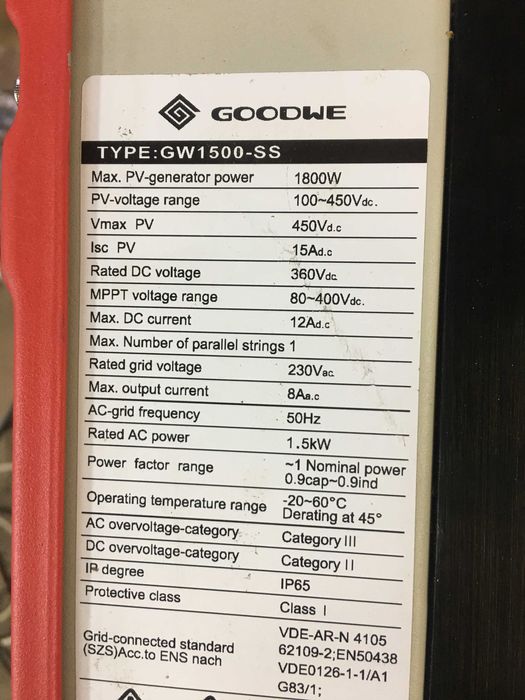 GOODWE
TYPE:GW1500-SS
Max. PV-generator power 1800W
PV-voltage range 100~450Vdc.
Vmax PV 450Vd.c
Isc PV 15Ad.c
Rated DC voltage 360Vdc
MPPT voltage range 80~400Vdc.
Max. DC current 12Ad.c
Max. Number of parallel strings 1
Rated grid voltage 230Vac
Max. output current 8Aa.c
AC-grid frequency 50Hz
Rated AC power 1.5kW
Power factor range ~1 Nominal power
0.9cap~0.9ind
Operating temperature range -20~60°C
Derating at 45°
AC overvoltage-category Category III
DC overvoltage-category Category II
IP degree IP65
Protective class Class I
Grid-connected standard VDE-AR-N 4105
(SZS)Acc.to ENS nach 62109-2;EN50438
VDE0126-1-1/A1
G83/1;